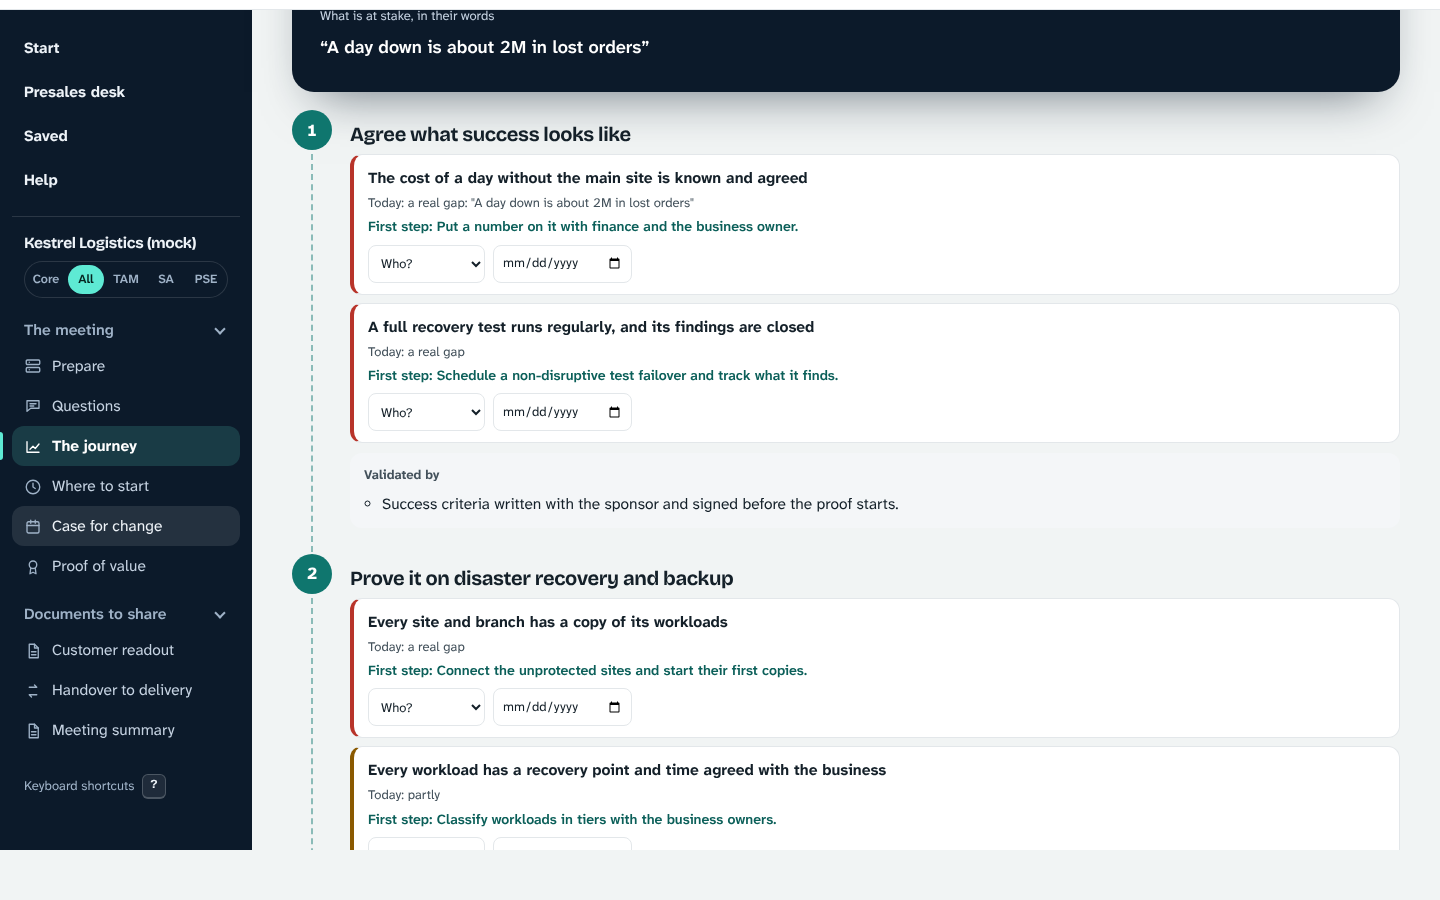 Start
Presales desk
Saved
Help
Kestrel Logistics (mock)
Core All TAM SA PSE
The meeting
Prepare
Questions
The journey
Where to start
Case for change
Proof of value
Documents to share
Customer readout
Handover to delivery
Meeting summary
Keyboard shortcuts ?
What is at stake, in their words
“A day down is about 2M in lost orders”
1
Agree what success looks like
The cost of a day without the main site is known and agreed
Today: a real gap: "A day down is about 2M in lost orders"
First step: Put a number on it with finance and the business owner.
Who? mm/dd/yyyy
A full recovery test runs regularly, and its findings are closed
Today: a real gap
First step: Schedule a non-disruptive test failover and track what it finds.
Who? mm/dd/yyyy
Validated by
Success criteria written with the sponsor and signed before the proof starts.
2
Prove it on disaster recovery and backup
Every site and branch has a copy of its workloads
Today: a real gap
First step: Connect the unprotected sites and start their first copies.
Who? mm/dd/yyyy
Every workload has a recovery point and time agreed with the business
Today: partly
First step: Classify workloads in tiers with the business owners.